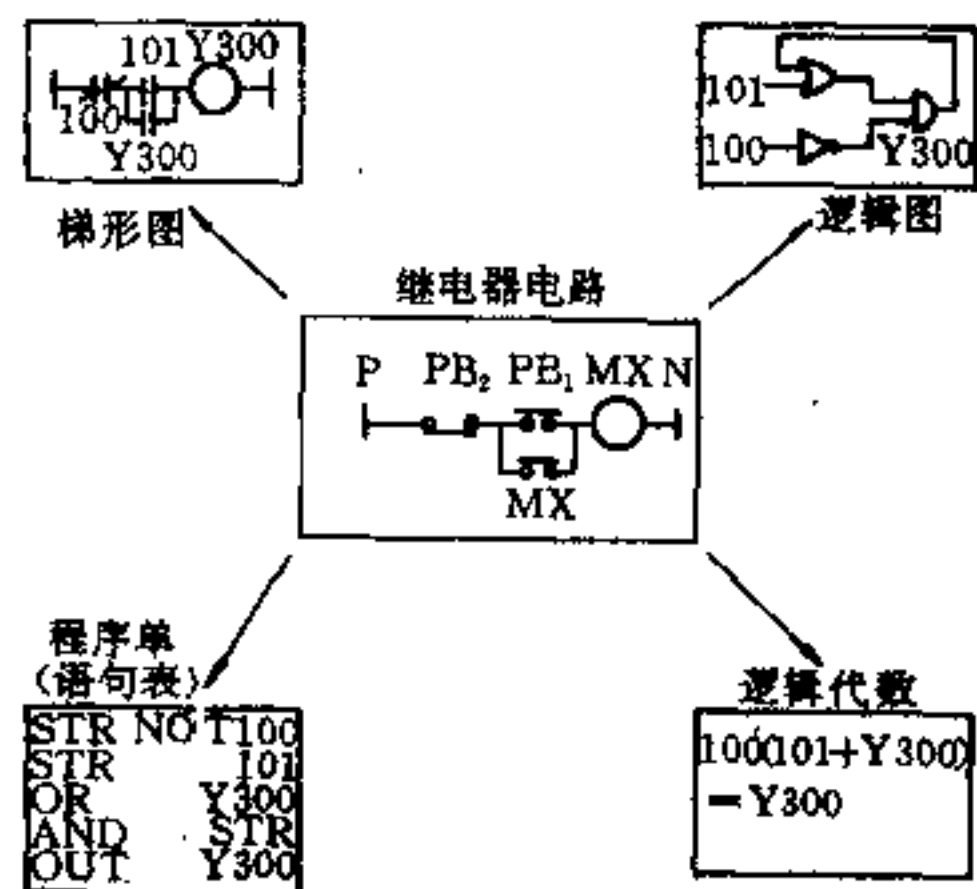 101 Y300
100
Y300
梯形图
101
100 Y300
逻辑图
继电器电路
P PB₂ PB₁ MX N
MX
程序单
(语句表)
STR NOT100
STR 101
OR Y300
AND STR
OUT Y300
逻辑代数
100(101+Y300)
=Y300